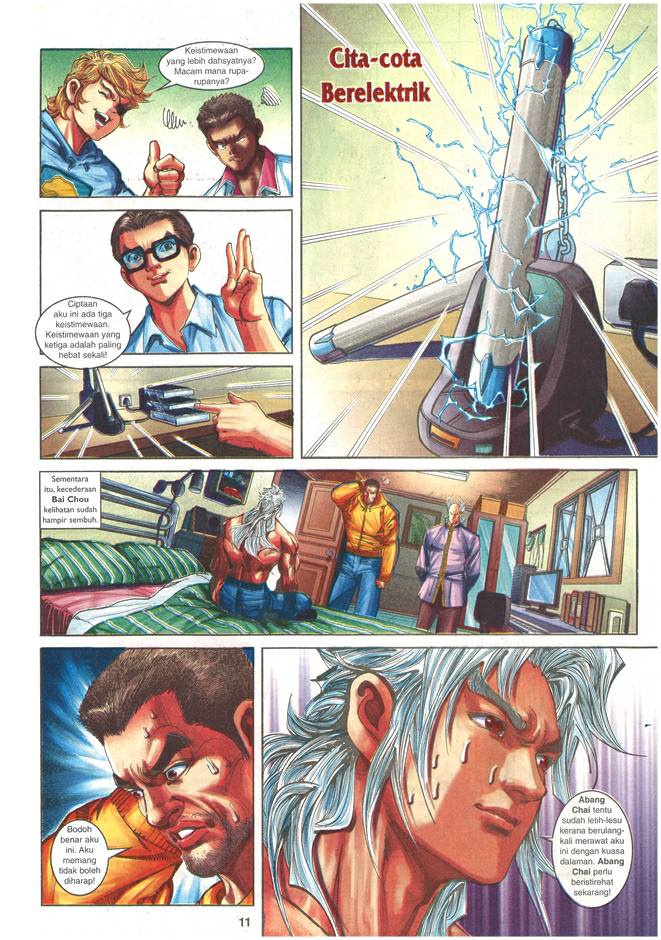 Keistimewaan
yang lebih dahsyatnya?
Macam mana rupa-
rupanya?
Cita-cota
Berelektrik
Ciptaan
aku ini ada tiga
keistimewaan.
Keistimewaan yang
ketiga adalah paling
hebat sekali!
Sementara
itu, kecederaan
Bai Chou
kelihatan sudah
hampir sembuh.
Bodoh
benar aku
ini. Aku
memang
tidak boleh
diharap!
Abang
Chai tentu
sudah letih-lesu
kerana berulang-
kali merawat aku
ini dengan kuasa
dalaman. Abang
Chai perlu
beristirehat
sekarang!
11